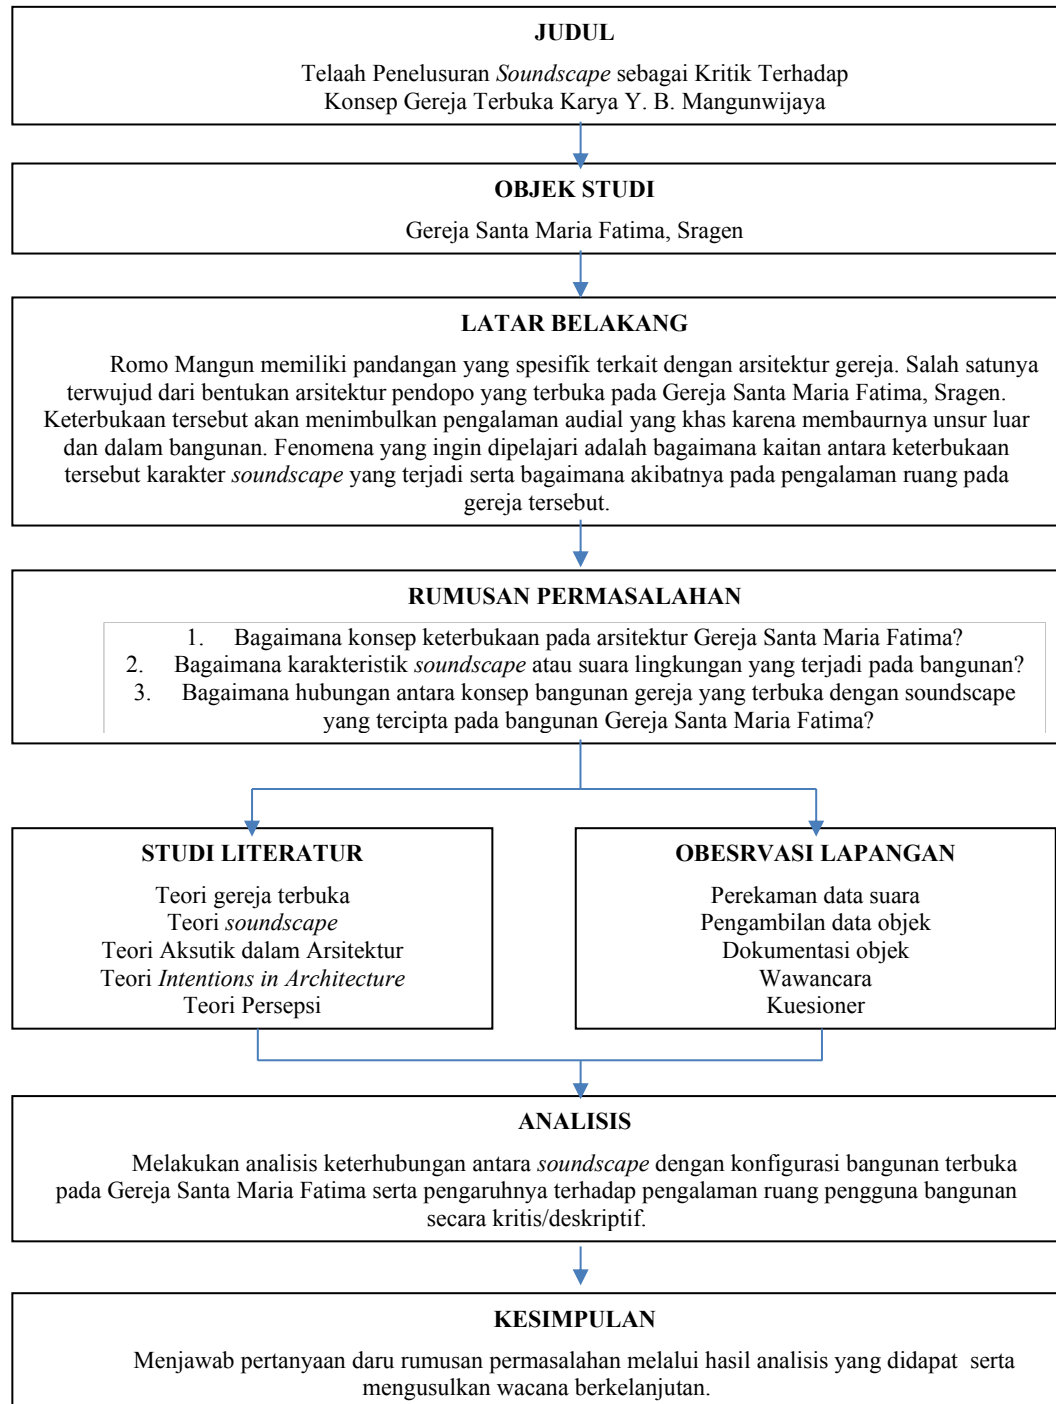 JUDUL
Telaah Penelusuran Soundscape sebagai Kritik Terhadap
Konsep Gereja Terbuka Karya Y. B. Mangunwijaya
OBJEK STUDI
Gereja Santa Maria Fatima, Sragen
LATAR BELAKANG
Romo Mangun memiliki pandangan yang spesifik terkait dengan arsitektur gereja. Salah satunya
terwujud dari bentukan arsitektur pendopo yang terbuka pada Gereja Santa Maria Fatima, Sragen.
Keterbukaan tersebut akan menimbulkan pengalaman audial yang khas karena membaurnya unsur luar
dan dalam bangunan. Fenomena yang ingin dipelajari adalah bagaimana kaitan antara keterbukaan
tersebut karakter soundscape yang terjadi serta bagaimana akibatnya pada pengalaman ruang pada
gereja tersebut.
RUMUSAN PERMASALAHAN
1. Bagaimana konsep keterbukaan pada arsitektur Gereja Santa Maria Fatima?
2. Bagaimana karakteristik soundscape atau suara lingkungan yang terjadi pada bangunan?
3. Bagaimana hubungan antara konsep bangunan gereja yang terbuka dengan soundscape
yang tercipta pada bangunan Gereja Santa Maria Fatima?
STUDI LITERATUR
Teori gereja terbuka
Teori soundscape
Teori Aksutik dalam Arsitektur
Teori Intentions in Architecture
Teori Persepsi
OBESRVASI LAPANGAN
Perekaman data suara
Pengambilan data objek
Dokumentasi objek
Wawancara
Kuesioner
ANALISIS
Melakukan analisis keterhubungan antara soundscape dengan konfigurasi bangunan terbuka
pada Gereja Santa Maria Fatima serta pengaruhnya terhadap pengalaman ruang pengguna bangunan
secara kritis/deskriptif.
KESIMPULAN
Menjawab pertanyaan daru rumusan permasalahan melalui hasil analisis yang didapat serta
mengusulkan wacana berkelanjutan.